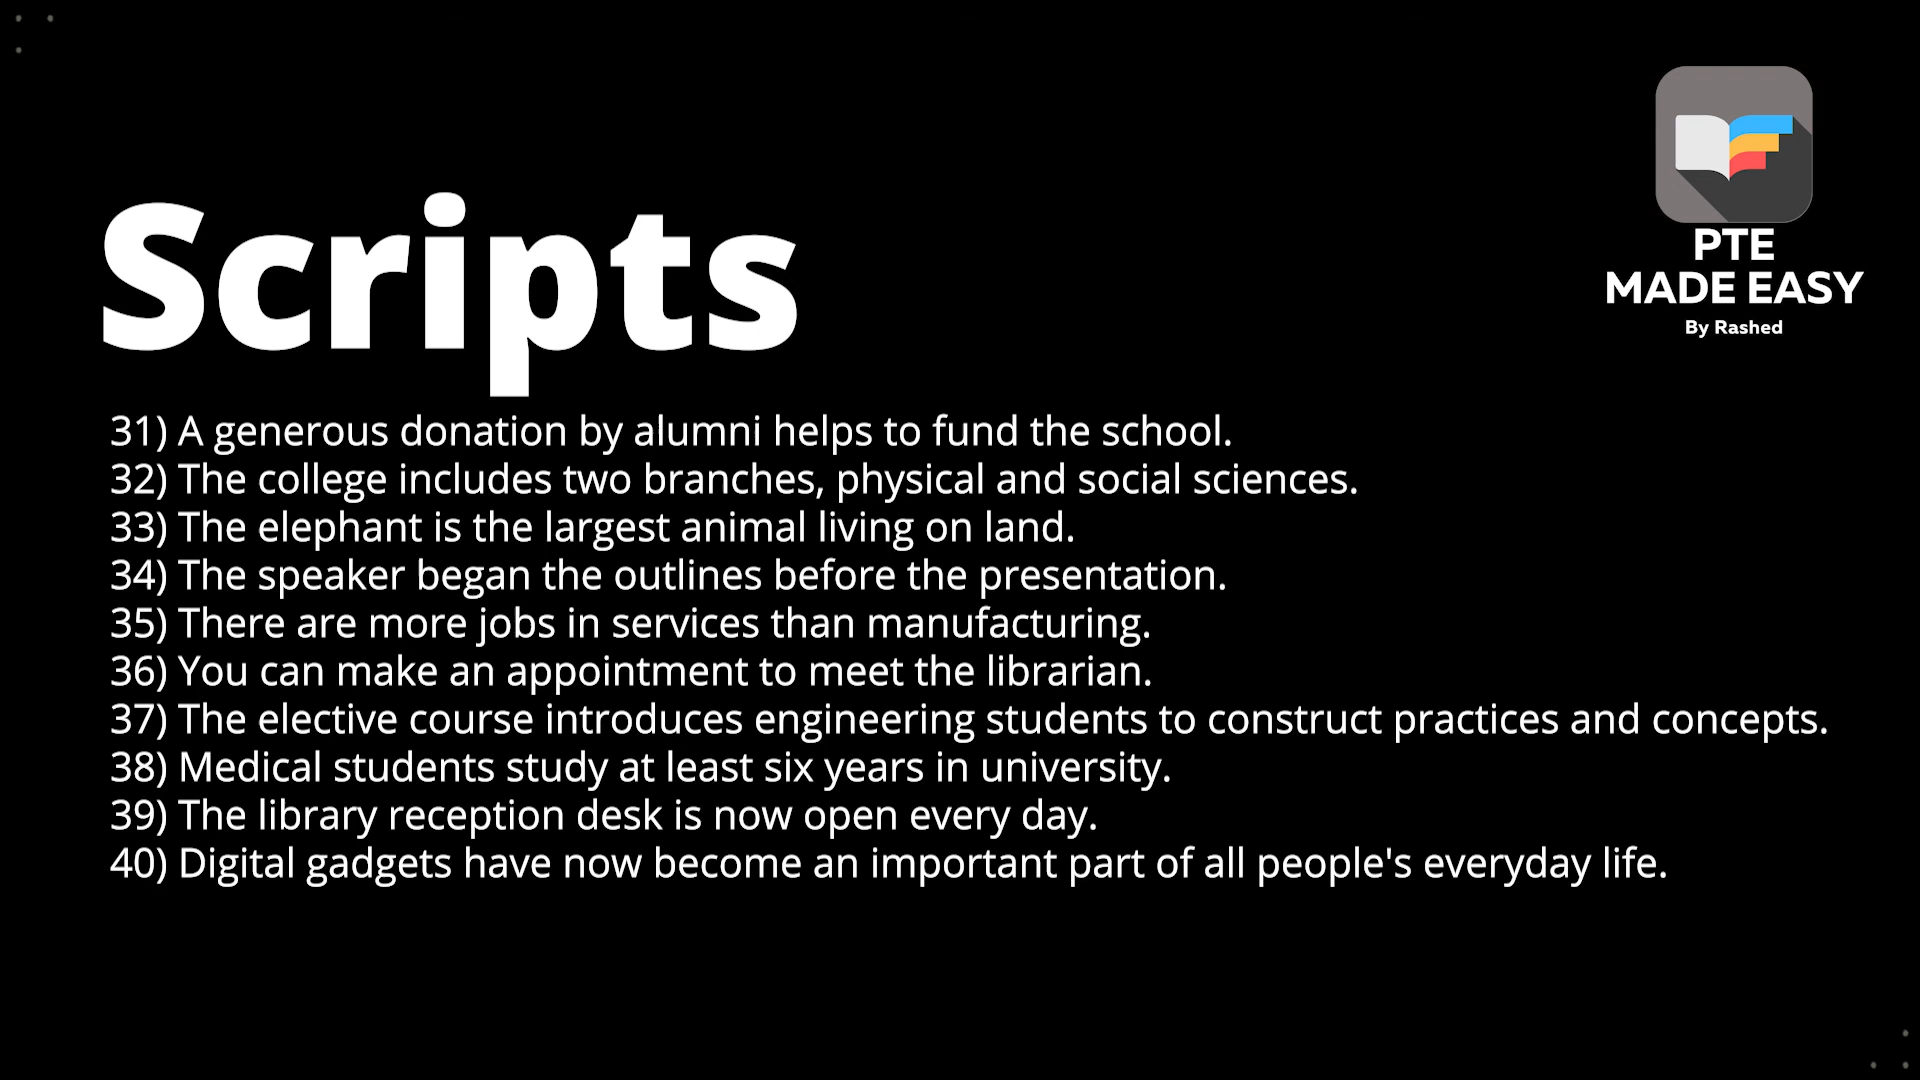 Scripts
PTE
MADE EASY
By Rashed
31) A generous donation by alumni helps to fund the school.
32) The college includes two branches, physical and social sciences.
33) The elephant is the largest animal living on land.
34) The speaker began the outlines before the presentation.
35) There are more jobs in services than manufacturing.
36) You can make an appointment to meet the librarian.
37) The elective course introduces engineering students to construct practices and concepts.
38) Medical students study at least six years in university.
39) The library reception desk is now open every day.
40) Digital gadgets have now become an important part of all people's everyday life.